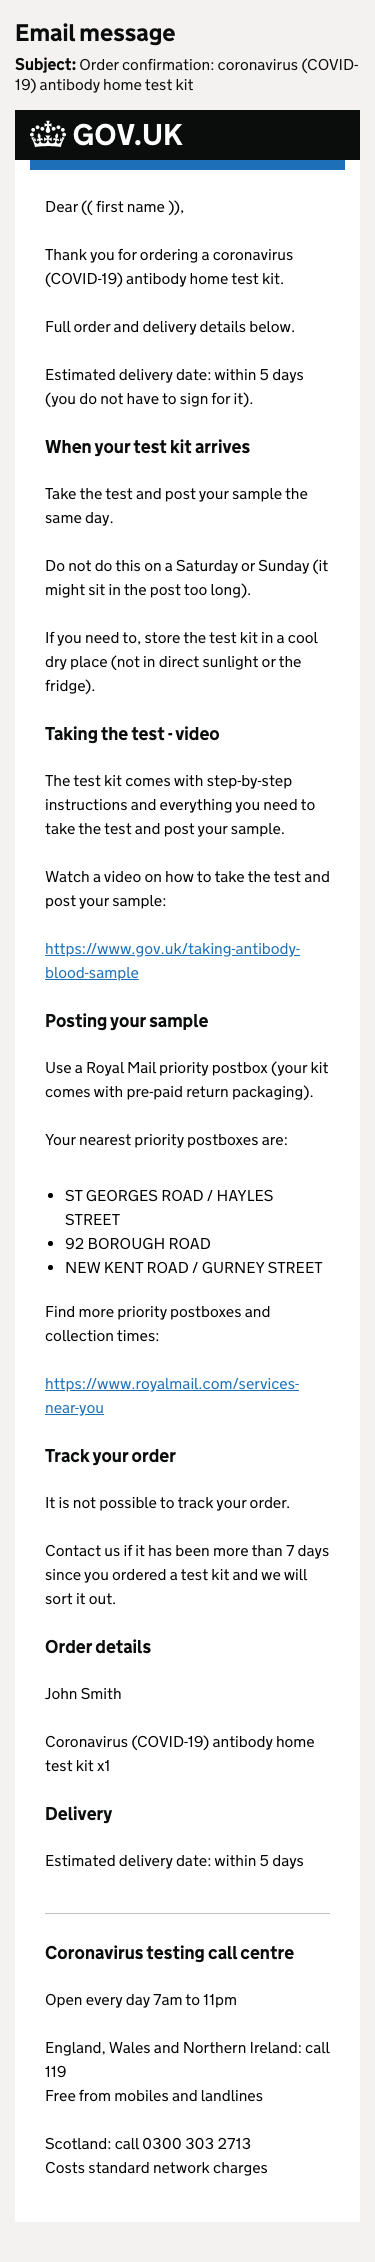 Email message
Subject: Order confirmation: coronavirus (COVID-
19) antibody home test kit
GOV.UK
Dear (( first name )),
Thank you for ordering a coronavirus
(COVID-19) antibody home test kit.
Full order and delivery details below.
Estimated delivery date: within 5 days
(you do not have to sign for it).
When your test kit arrives
Take the test and post your sample the
same day.
Do not do this on a Saturday or Sunday (it
might sit in the post too long).
If you need to, store the test kit in a cool
dry place (not in direct sunlight or the
fridge).
Taking the test - video
The test kit comes with step-by-step
instructions and everything you need to
take the test and post your sample.
Watch a video on how to take the test and
post your sample:
https://www.gov.uk/taking-antibody-
blood-sample
Posting your sample
Use a Royal Mail priority postbox (your kit
comes with pre-paid return packaging).
Your nearest priority postboxes are:
• ST GEORGES ROAD / HAYLES
STREET
• 92 BOROUGH ROAD
• NEW KENT ROAD / GURNEY STREET
Find more priority postboxes and
collection times:
https://www.royalmail.com/services-
near-you
Track your order
It is not possible to track your order.
Contact us if it has been more than 7 days
since you ordered a test kit and we will
sort it out.
Order details
John Smith
Coronavirus (COVID-19) antibody home
test kit x1
Delivery
Estimated delivery date: within 5 days
Coronavirus testing call centre
Open every day 7am to 11pm
England, Wales and Northern Ireland: call
119
Free from mobiles and landlines
Scotland: call 0300 303 2713
Costs standard network charges